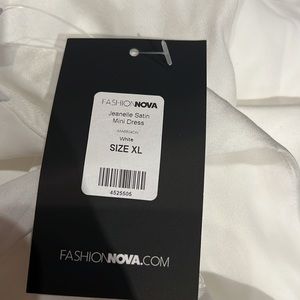 FASHIONNOVA
Jeanelle Satin
Mini Dress
White
SIZE XL
4525505
FASHIONNOVA.COM